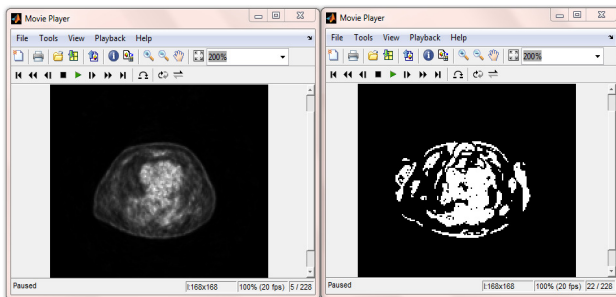 Movie Player
File Tools View Playback Help
200%
Paused
I:168x168 100% (20 fps) 5 / 228
Movie Player
File Tools View Playback Help
200%
Paused
I:168x168 100% (20 fps) 22 / 228